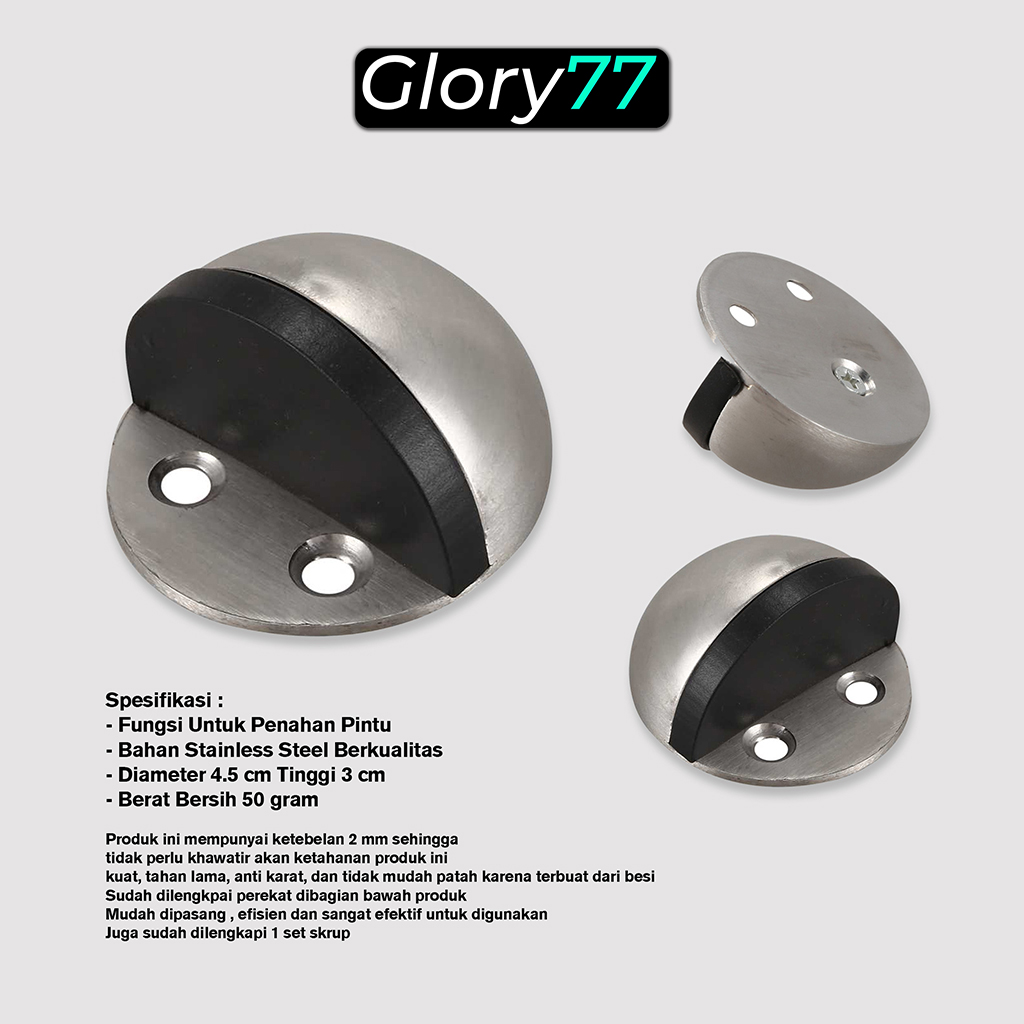 Glory77
Spesifikasi :
- Fungsi Untuk Penahan Pintu
- Bahan Stainless Steel Berkualitas
- Diameter 4.5 cm Tinggi 3 cm
- Berat Bersih 50 gram
Produk ini mempunyai ketebelan 2 mm sehingga
tidak perlu khawatir akan ketahanan produk ini
kuat, tahan lama, anti karat, dan tidak mudah patah karena terbuat dari besi
Sudah dilengkpai perekat dibagian bawah produk
Mudah dipasang , efisien dan sangat efektif untuk digunakan
Juga sudah dilengkapi 1 set skrup